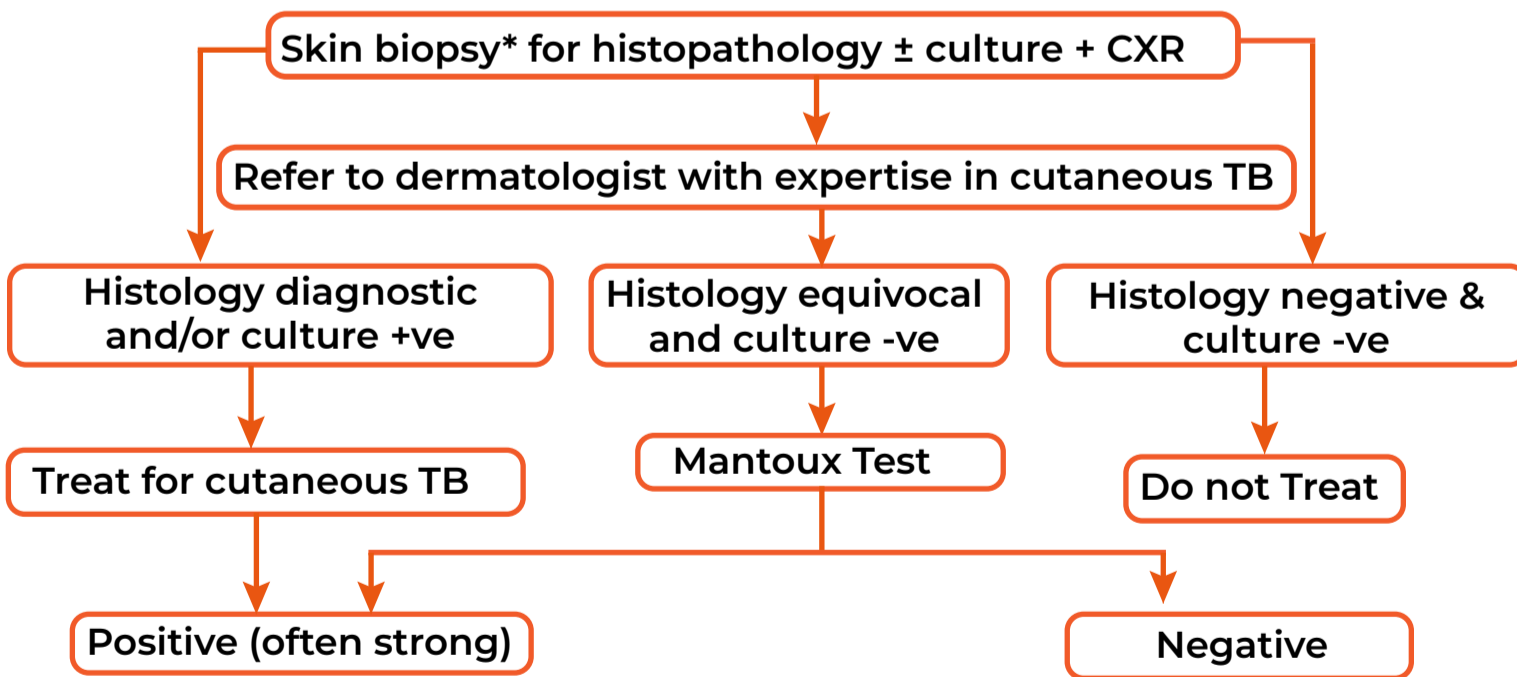 Skin biopsy* for histopathology ± culture + CXR
Refer to dermatologist with expertise in cutaneous TB
Histology diagnostic
and/or culture +ve
Histology equivocal
and culture -ve
Histology negative &
culture -ve
Treat for cutaneous TB
Mantoux Test
Do not Treat
Positive (often strong)
Negative